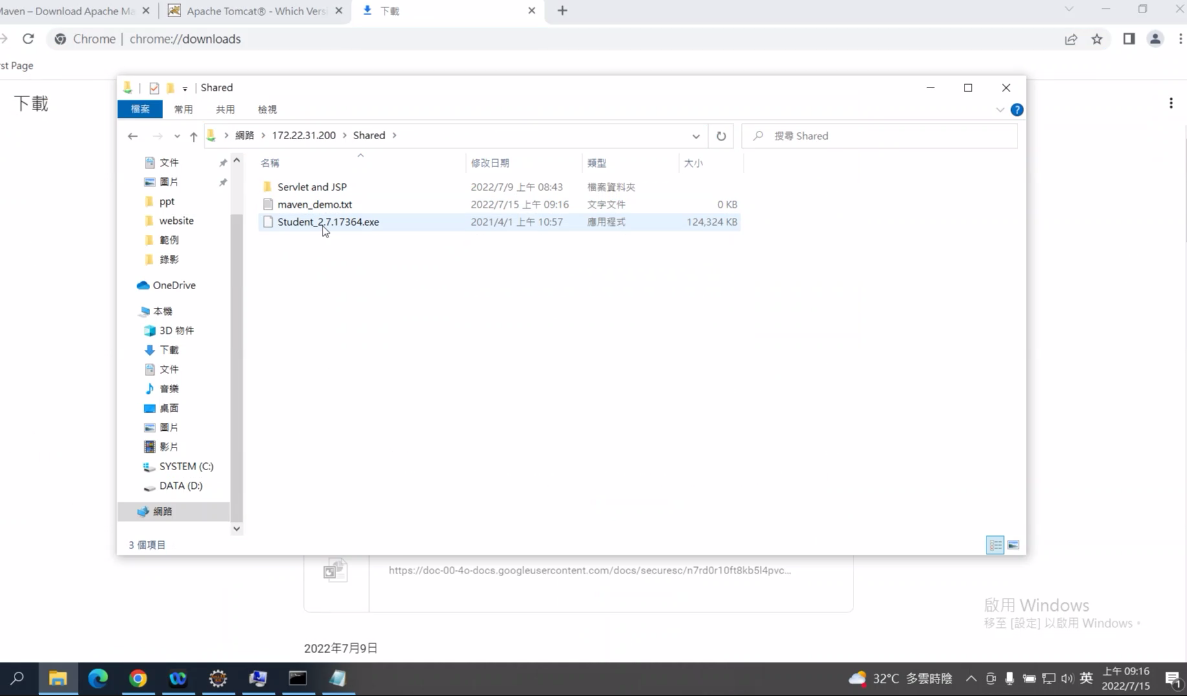 Maven – Download Apache Ma
Apache Tomcat® - Which Vers
下載
Chrome | chrome://downloads
st Page
下載
Shared
檔案 常用 共用 檢視
網路 > 172.22.31.200 > Shared >
搜尋 Shared
名稱 修改日期 類型 大小
Servlet and JSP 2022/7/9 上午 08:43 檔案資料夾
maven_demo.txt 2022/7/15 上午 09:16 文字文件 0 KB
Student_2.7.17364.exe 2021/4/1 上午 10:57 應用程式 124,324 KB
文件
圖片
ppt
website
範例
錄影
OneDrive
本機
3D 物件
下載
文件
音樂
桌面
圖片
影片
SYSTEM (C:)
DATA (D:)
網路
3 個項目
https://doc-00-4o-docs.googleusercontent.com/docs/securesc/n7rd0r10ft8kb5l4pvc...
2022年7月9日
啟用 Windows
移至 [設定] 以啟用 Windows。
32°C 多雲時陰
英
上午 09:16
2022/7/15
1